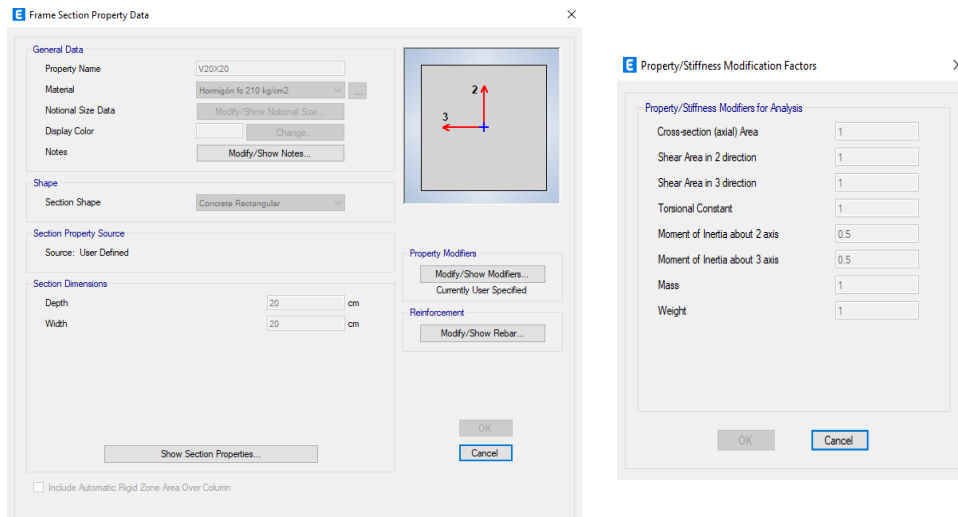 E Frame Section Property Data
General Data
Property Name V20X20
Material Hormigón fc 210 kg/cm2 ...
Notional Size Data Modify/Show Notional Size...
Display Color Change...
Notes Modify/Show Notes...
Shape
Section Shape Concrete Rectangular
Section Property Source
Source: User Defined
Section Dimensions
Depth 20 cm
Width 20 cm
Show Section Properties...
Include Automatic Rigid Zone Area Over Column
2
3
Property Modifiers
Modify/Show Modifiers...
Currently User Specified
Reinforcement
Modify/Show Rebar...
OK
Cancel
E Property/Stiffness Modification Factors
Property/Stiffness Modifiers for Analysis
Cross-section (axial) Area 1
Shear Area in 2 direction 1
Shear Area in 3 direction 1
Torsional Constant 1
Moment of Inertia about 2 axis 0.5
Moment of Inertia about 3 axis 0.5
Mass 1
Weight 1
OK Cancel